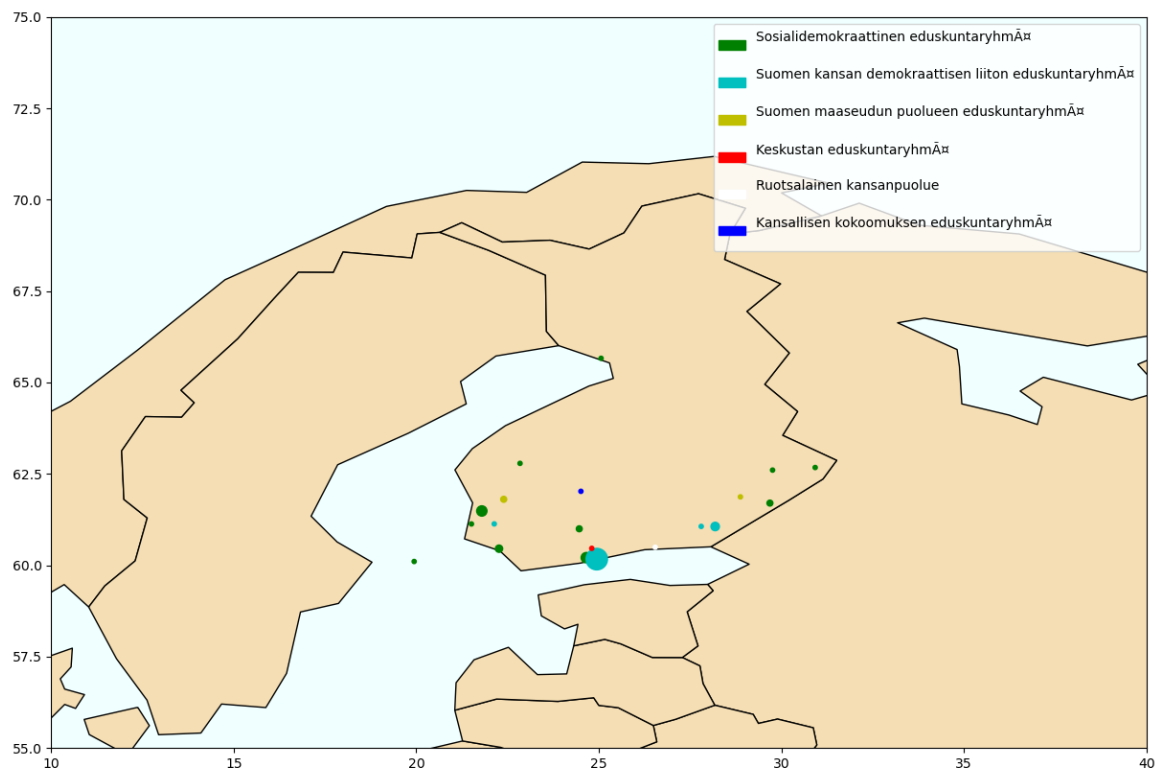 75.0
72.5
70.0
67.5
65.0
62.5
60.0
57.5
55.0
10 15 20 25 30 35 40
Sosialidemokraattinen eduskuntaryhmÃ¤
Suomen kansan demokraattisen liiton eduskuntaryhmÃ¤
Suomen maaseudun puolueen eduskuntaryhmÃ¤
Keskustan eduskuntaryhmÃ¤
Ruotsalainen kansanpuolue
Kansallisen kokoomuksen eduskuntaryhmÃ¤